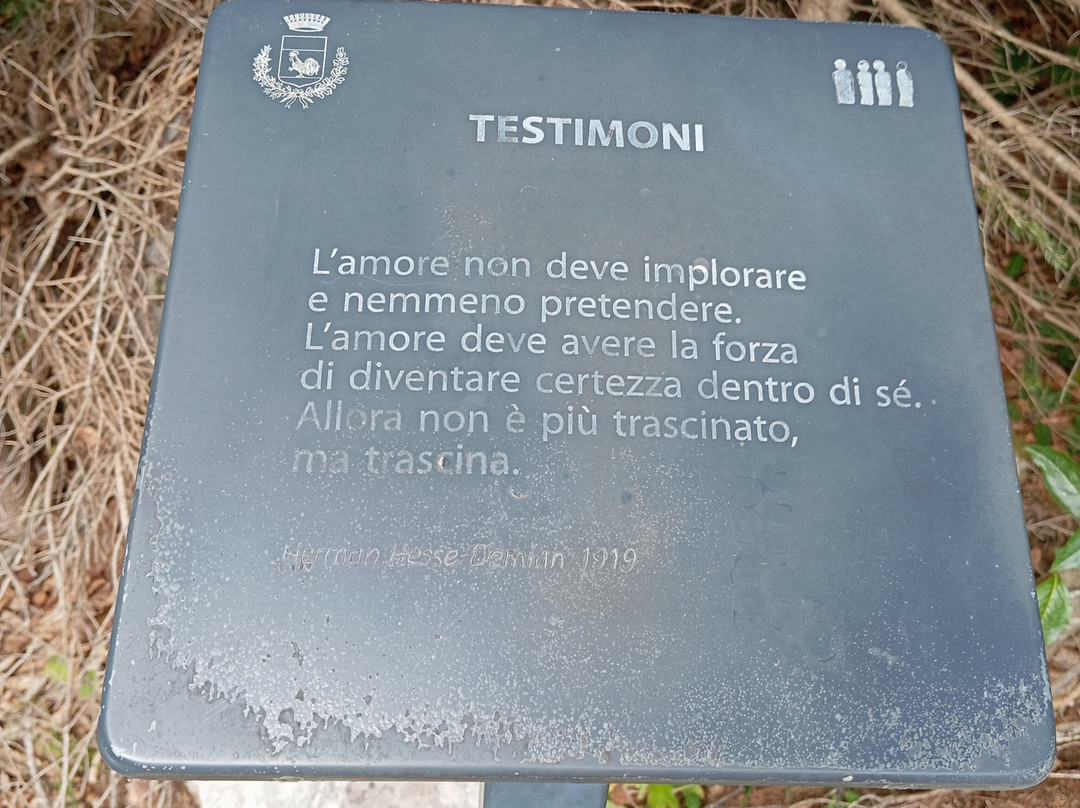 TESTIMONI
L'amore non deve implorare
e nemmeno pretendere.
L'amore deve avere la forza
di diventare certezza dentro di sé.
Allora non è più trascinato,
ma trascina.
Herman Hesse Demian 1919